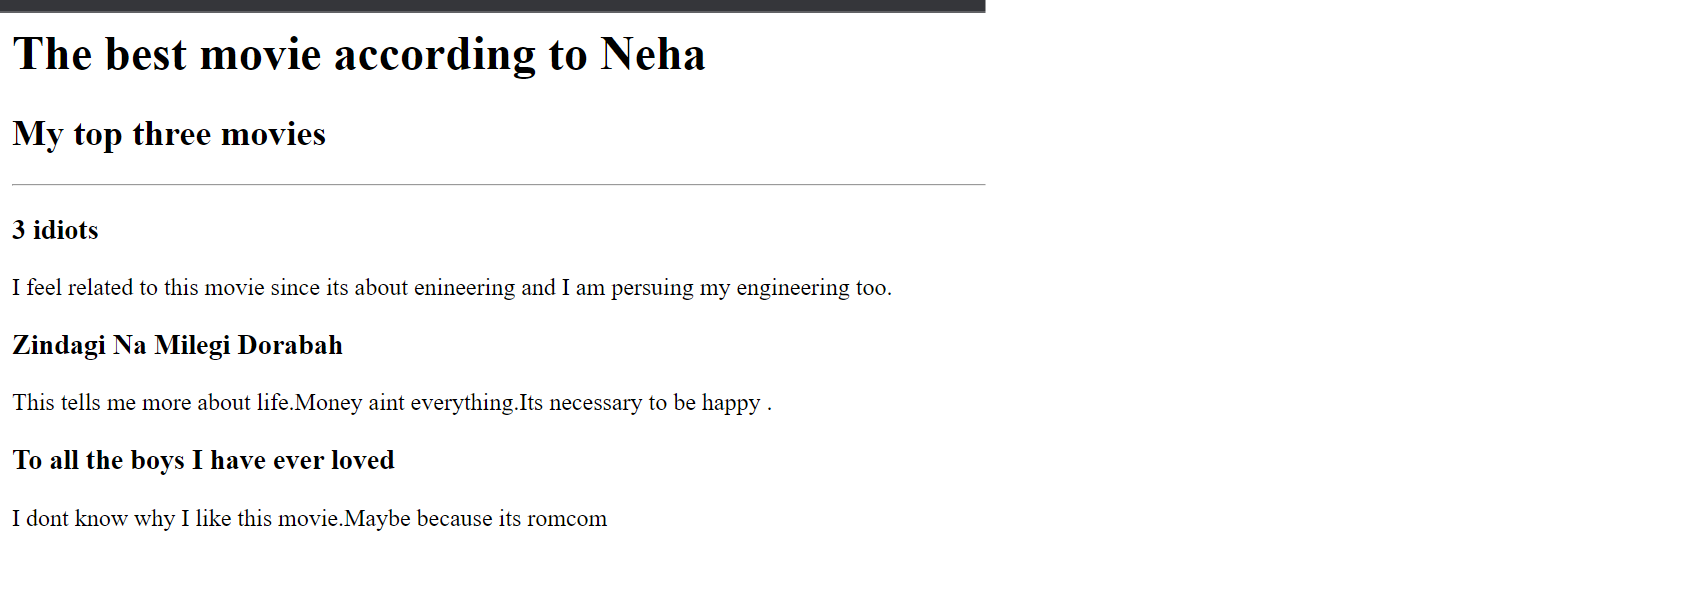 The best movie according to Neha
My top three movies
3 idiots
I feel related to this movie since its about enineering and I am persuing my engineering too.
Zindagi Na Milegi Dorabah
This tells me more about life.Money aint everything.Its necessary to be happy .
To all the boys I have ever loved
I dont know why I like this movie.Maybe because its romcom